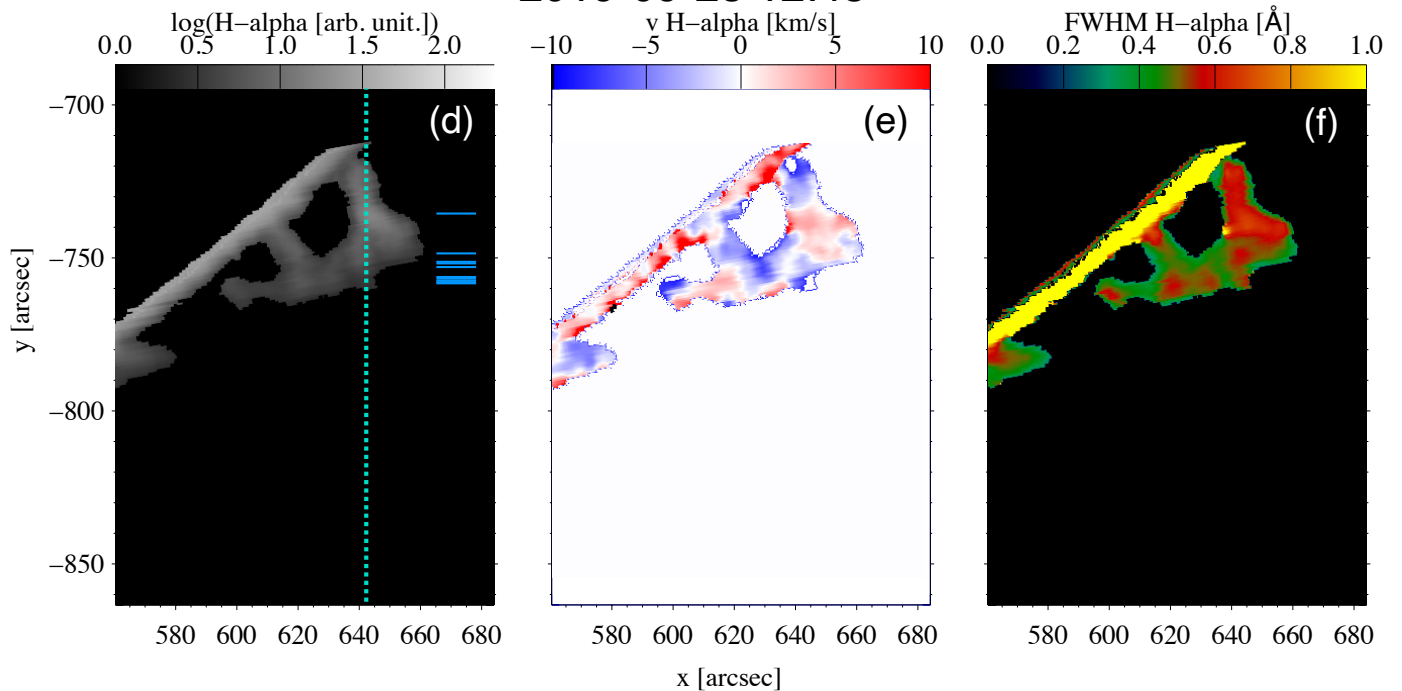 log(H−alpha [arb. unit.])
0.0 0.5 1.0 1.5 2.0
v H−alpha [km/s]
−10 −5 0 5 10
FWHM H−alpha [Å]
0.0 0.2 0.4 0.6 0.8 1.0
(d)
(e)
(f)
−700
−750
−800
−850
y [arcsec]
580 600 620 640 660 680
580 600 620 640 660 680
580 600 620 640 660 680
x [arcsec]